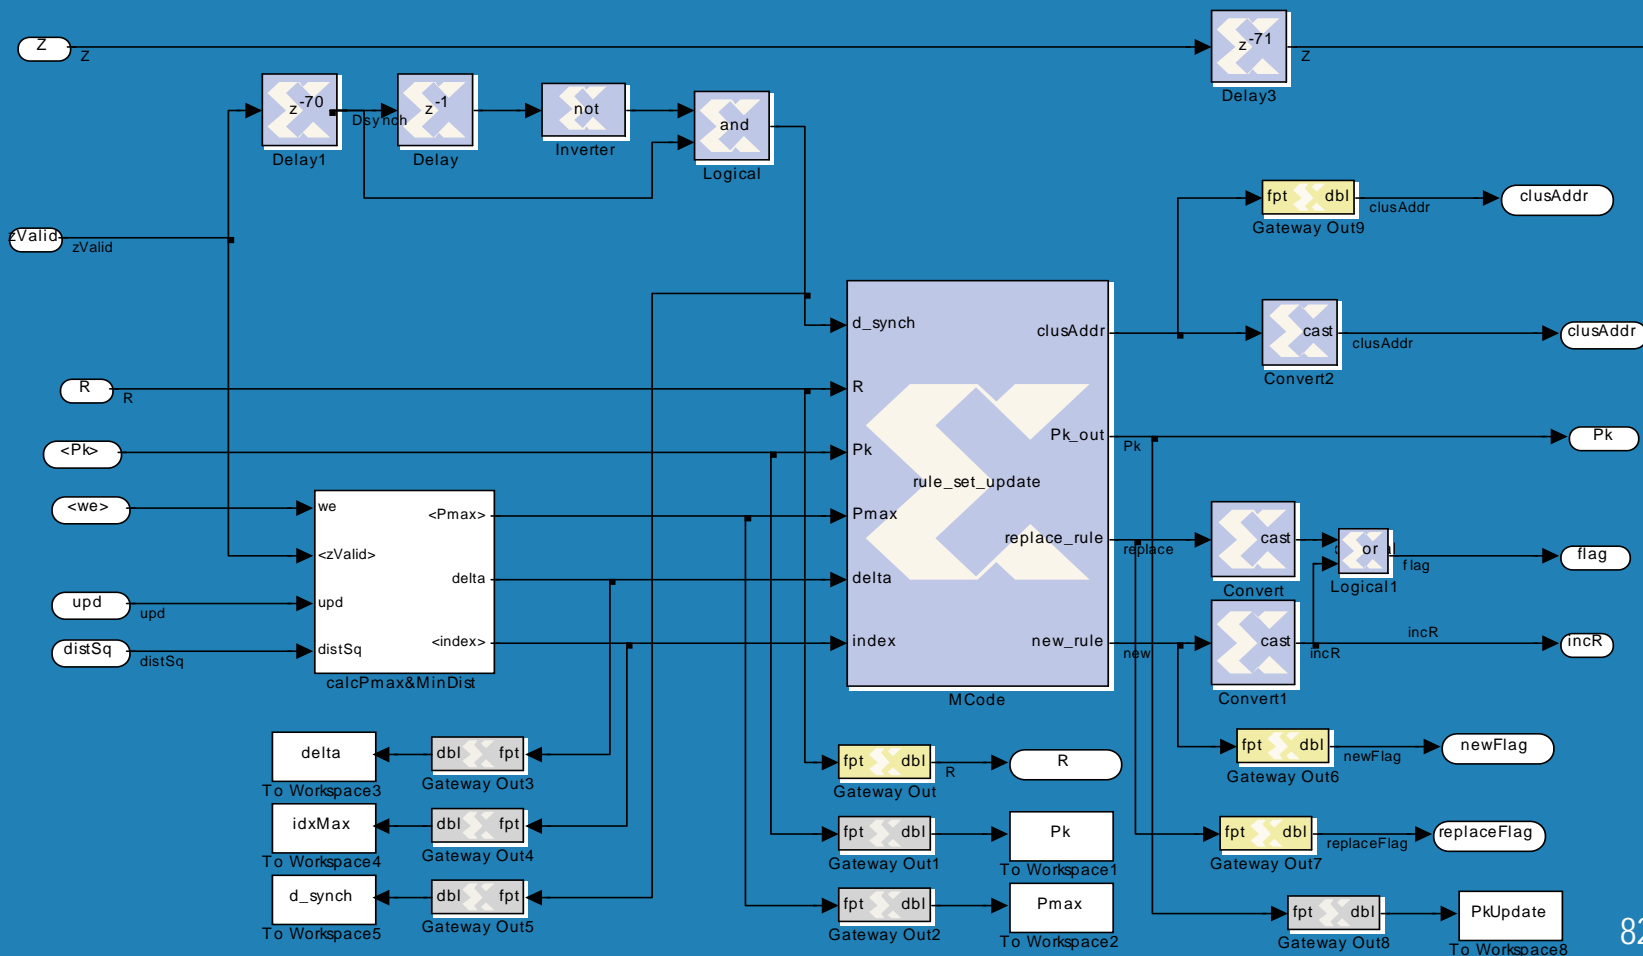 Z
Z
z-71
Z
Delay3
z-70
Delay1
Dsynch
z-1
Delay
not
Inverter
and
Logical
zValid
zValid
fpt dbl
Gateway Out9
clusAddr
clusAddr
d_synch
R
Pk
Pmax
delta
index
rule_set_update
clusAddr
Pk_out
replace_rule
new_rule
MCode
cast
Convert2
clusAddr
clusAddr
R
R
<Pk>
<we>
upd
upd
distSq
distSq
we
<zValid>
upd
distSq
<Pmax>
delta
<index>
calcPmax&MinDist
Pk
Pk
replace
cast
Convert
or
Logical1
flag
flag
new
cast
Convert1
incR
incR
incR
delta
To Workspace3
dbl fpt
Gateway Out3
idxMax
To Workspace4
dbl fpt
Gateway Out4
d_synch
To Workspace5
dbl fpt
Gateway Out5
fpt dbl
Gateway Out
R
R
fpt dbl
Gateway Out1
Pk
To Workspace1
fpt dbl
Gateway Out2
Pmax
To Workspace2
fpt dbl
Gateway Out6
newFlag
newFlag
fpt dbl
Gateway Out7
replaceFlag
replaceFlag
fpt dbl
Gateway Out8
PkUpdate
To Workspace8
82